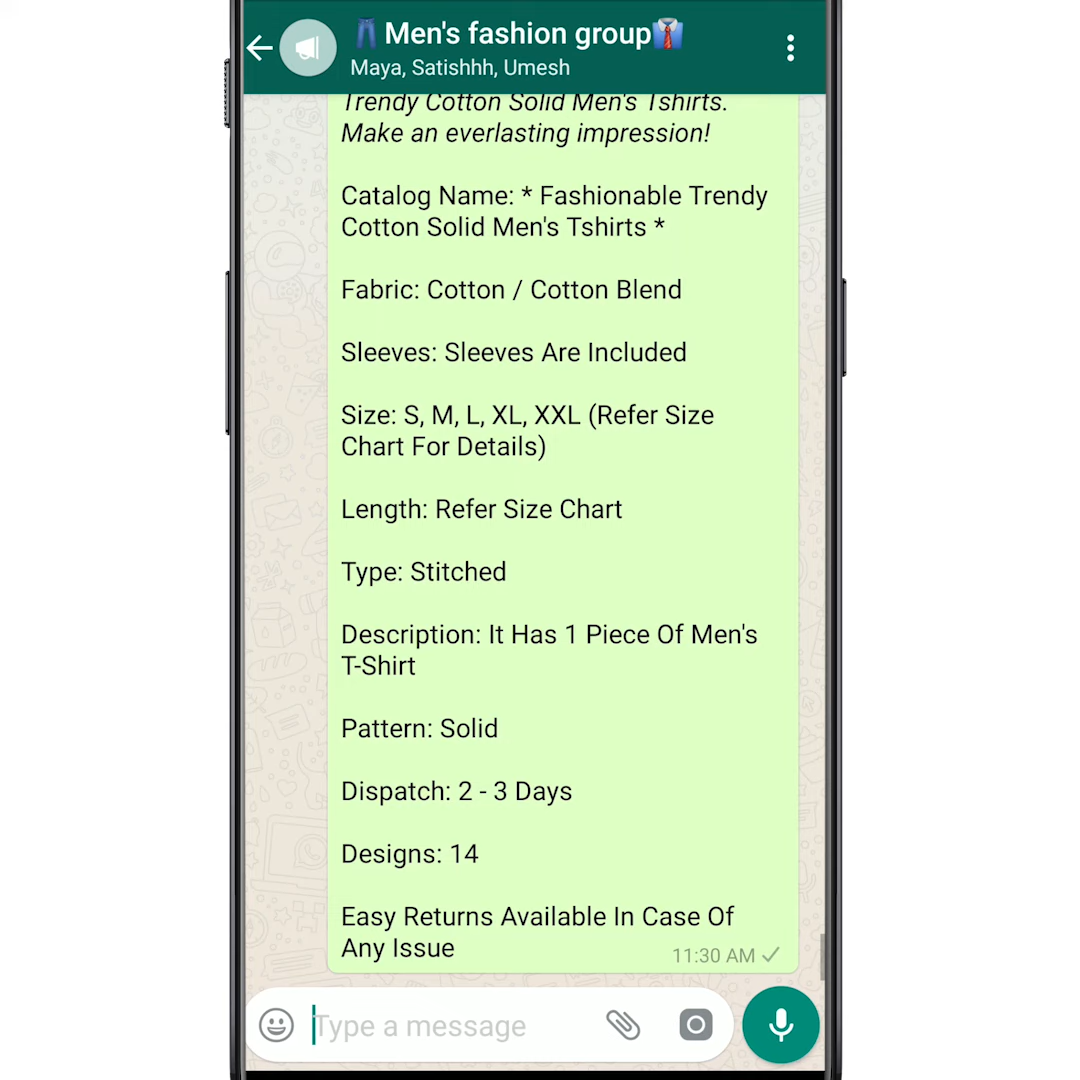 👖 Men's fashion group👔
Maya, Satishhh, Umesh
Trendy Cotton Solid Men's Tshirts.
Make an everlasting impression!
Catalog Name: * Fashionable Trendy
Cotton Solid Men's Tshirts *
Fabric: Cotton / Cotton Blend
Sleeves: Sleeves Are Included
Size: S, M, L, XL, XXL (Refer Size
Chart For Details)
Length: Refer Size Chart
Type: Stitched
Description: It Has 1 Piece Of Men's
T-Shirt
Pattern: Solid
Dispatch: 2 - 3 Days
Designs: 14
Easy Returns Available In Case Of
Any Issue
11:30 AM ✓
Type a message